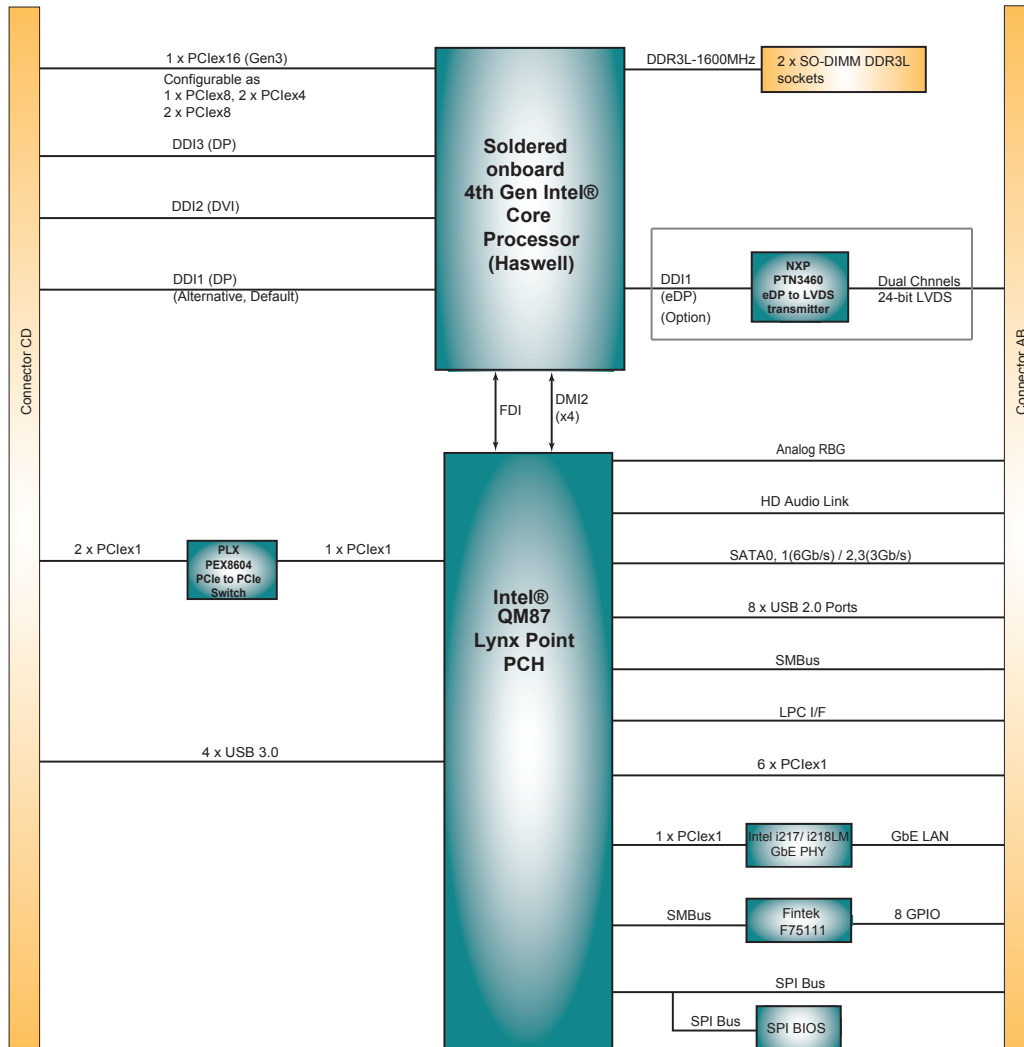 1 x PCIex16 (Gen3)
Configurable as
1 x PCIex8, 2 x PCIex4
2 x PCIex8
DDI3 (DP)
DDI2 (DVI)
DDI1 (DP)
(Alternative, Default)
Connector CD
Soldered
onboard
4th Gen Intel®
Core
Processor
(Haswell)
DDR3L-1600MHz
2 x SO-DIMM DDR3L
sockets
DDI1
(eDP)
(Option)
NXP
PTN3460
eDP to LVDS
transmitter
Dual Chnnels
24-bit LVDS
Connector AB
FDI
DMI2
(x4)
2 x PCIex1
PLX
PEX8604
PCIe to PCIe
Switch
1 x PCIex1
4 x USB 3.0
Intel®
QM87
Lynx Point
PCH
Analog RBG
HD Audio Link
SATA0, 1(6Gb/s) / 2,3(3Gb/s)
8 x USB 2.0 Ports
SMBus
LPC I/F
6 x PCIex1
1 x PCIex1
Intel i217/ i218LM
GbE PHY
GbE LAN
SMBus
Fintek
F75111
8 GPIO
SPI Bus
SPI Bus
SPI BIOS